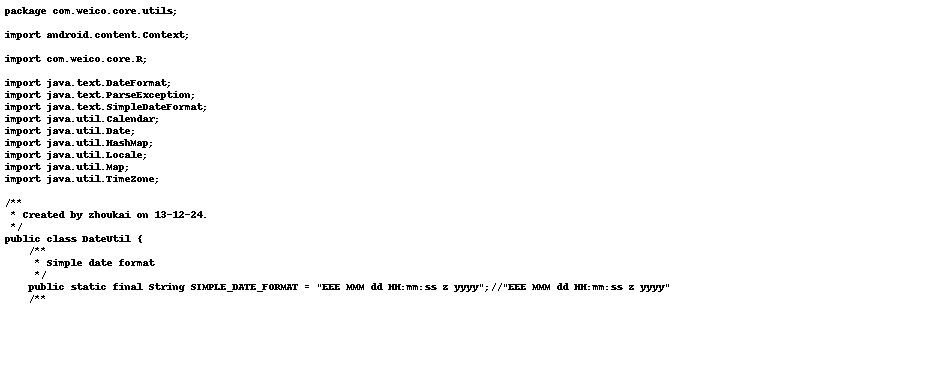 package com.weico.core.utils;
import android.content.Context;
import com.weico.core.R;
import java.text.DateFormat;
import java.text.ParseException;
import java.text.SimpleDateFormat;
import java.util.Calendar;
import java.util.Date;
import java.util.HashMap;
import java.util.Locale;
import java.util.Map;
import java.util.TimeZone;
/**
 * Created by zhoukai on 13-12-24.
 */
public class DateUtil {
    /**
     * Simple date format
     */
    public static final String SIMPLE_DATE_FORMAT = "EEE MMM dd HH:mm:ss z yyyy";//"EEE MMM dd HH:mm:ss z yyyy"
    /**